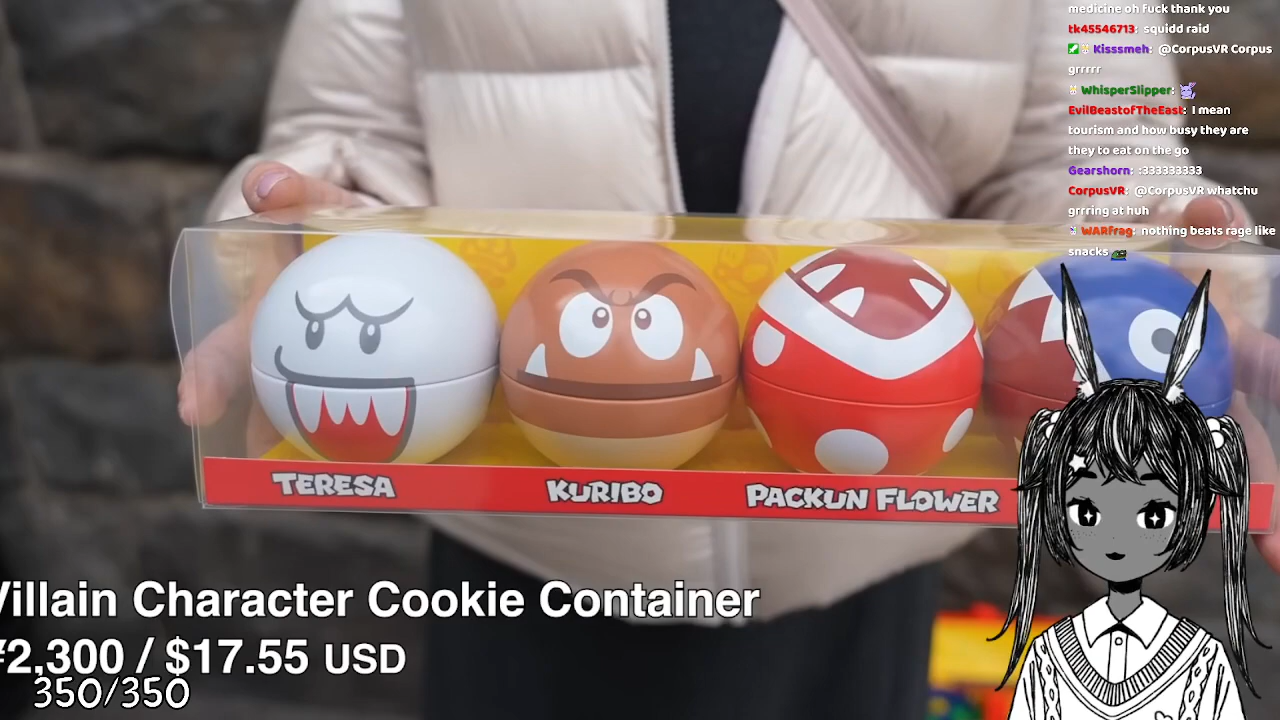 medicine oh fuck thank you
tk45546713: squidd raid
Kisssmeh: @CorpusVR Corpus
grrrrr
WhisperSlipper:
EvilBeastofTheEast: I mean
tourism and how busy they are
they to eat on the go
Gearshorn: :333333333
CorpusVR: @CorpusVR whatchu
grrring at huh
WARfrag: nothing beats rage like
snacks
TERESA
KURIBO
PACKUN FLOWER
Villain Character Cookie Container
¥2,300 / $17.55 USD
350/350